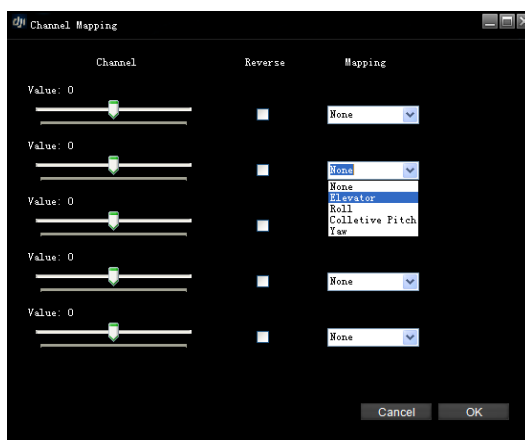 dji Channel Mapping
Channel Reverse Mapping
Value: 0
None
Value: 0
None
None
Elevator
Roll
Colletive Pitch
Yaw
Value: 0
Value: 0
None
Value: 0
None
Cancel OK